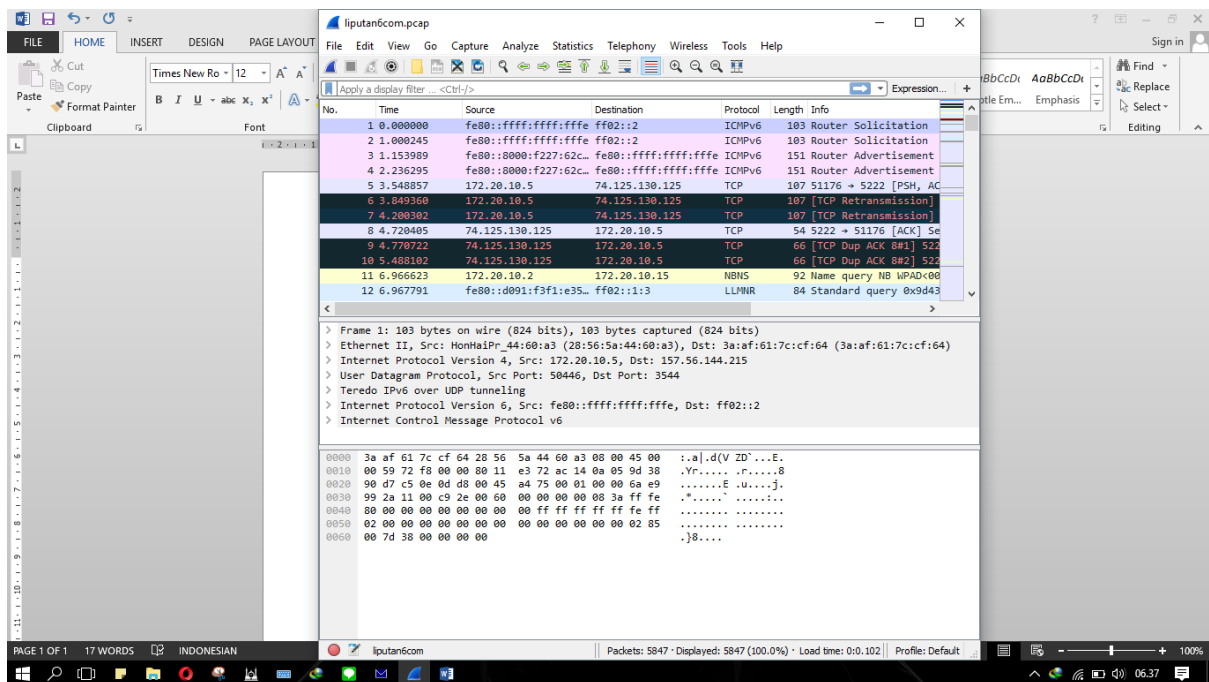 liputan6com.pcap
Sign in
FILE HOME INSERT DESIGN PAGE LAYOUT
Cut
Copy
Paste
Format Painter
Clipboard
Times New Ro 12
Font
Find
Replace
Select
Editing
AaBbCcDc
Emphasis
File Edit View Go Capture Analyze Statistics Telephony Wireless Tools Help
Apply a display filter ... <Ctrl-/>
Expression... +
No. Time Source Destination Protocol Length Info
1 0.000000 fe80::ffff:ffff:fffe ff02::2 ICMPv6 103 Router Solicitation
2 1.000245 fe80::ffff:ffff:fffe ff02::2 ICMPv6 103 Router Solicitation
3 1.153989 fe80::8000:f227:62c… fe80::ffff:ffff:fffe ICMPv6 151 Router Advertisement
4 2.236295 fe80::8000:f227:62c… fe80::ffff:ffff:fffe ICMPv6 151 Router Advertisement
5 3.548857 172.20.10.5 74.125.130.125 TCP 107 51176 → 5222 [PSH, AC
6 3.849360 172.20.10.5 74.125.130.125 TCP 107 [TCP Retransmission]
7 4.200302 172.20.10.5 74.125.130.125 TCP 107 [TCP Retransmission]
8 4.720405 74.125.130.125 172.20.10.5 TCP 54 5222 → 51176 [ACK] Se
9 4.770722 74.125.130.125 172.20.10.5 TCP 66 [TCP Dup ACK 8#1] 522
10 5.488102 74.125.130.125 172.20.10.5 TCP 66 [TCP Dup ACK 8#2] 522
11 6.966623 172.20.10.2 172.20.10.15 NBNS 92 Name query NB WPAD<00
12 6.967791 fe80::d091:f3f1:e35… ff02::1:3 LLMNR 84 Standard query 0x9d43
> Frame 1: 103 bytes on wire (824 bits), 103 bytes captured (824 bits)
> Ethernet II, Src: HonHaiPr_44:60:a3 (28:56:5a:44:60:a3), Dst: 3a:af:61:7c:cf:64 (3a:af:61:7c:cf:64)
> Internet Protocol Version 4, Src: 172.20.10.5, Dst: 157.56.144.215
> User Datagram Protocol, Src Port: 50446, Dst Port: 3544
> Teredo IPv6 over UDP tunneling
> Internet Protocol Version 6, Src: fe80::ffff:ffff:fffe, Dst: ff02::2
> Internet Control Message Protocol v6
0000 3a af 61 7c cf 64 28 56 5a 44 60 a3 08 00 45 00 :.a|.d(V ZD`...E.
0010 00 59 72 f8 00 00 80 11 e3 72 ac 14 0a 05 9d 38 .Yr..... .r.....8
0020 90 d7 c5 0e 0d d8 00 45 a4 75 00 01 00 00 6a e9 .......E .u....j.
0030 99 2a 11 00 c9 2e 00 60 00 00 00 00 08 3a ff fe .*.....` .....:..
0040 80 00 00 00 00 00 00 00 00 ff ff ff ff ff fe ff ........ ........
0050 02 00 00 00 00 00 00 00 00 00 00 00 00 00 02 85 ........ ........
0060 00 7d 38 00 00 00 00 .}8....
liputan6com
Packets: 5847 · Displayed: 5847 (100.0%) · Load time: 0:0.102
Profile: Default
PAGE 1 OF 1 17 WORDS INDONESIAN
100%
06.37